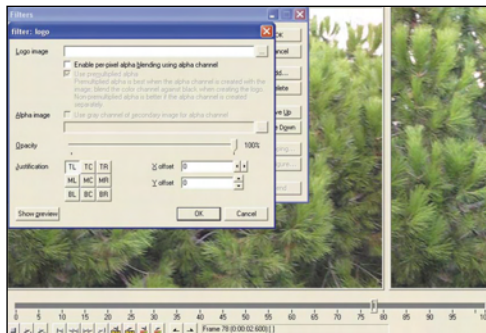 Filters
filter: logo
OK
Logo image
...
Enable per-pixel alpha blending using alpha channel
Use premultiplied alpha
Premultiplied alpha is best when the alpha channel is created with the
image: blend the color channel against black when creating the logo.
Non-premultiplied alpha is better if the alpha channel is created
separately.
Alpha image
Use gray channel of secondary image for alpha channel
...
Opacity
100%
Justification
TL TC TR
X offset 0
ML MC MR
Y offset 0
BL BC BR
Show preview
OK
Cancel
0 5 10 15 20 25 30 35 40 45 50 55 60 65 70 75 80 85 90 95
Frame 78 (0:00:02.600) [ ]